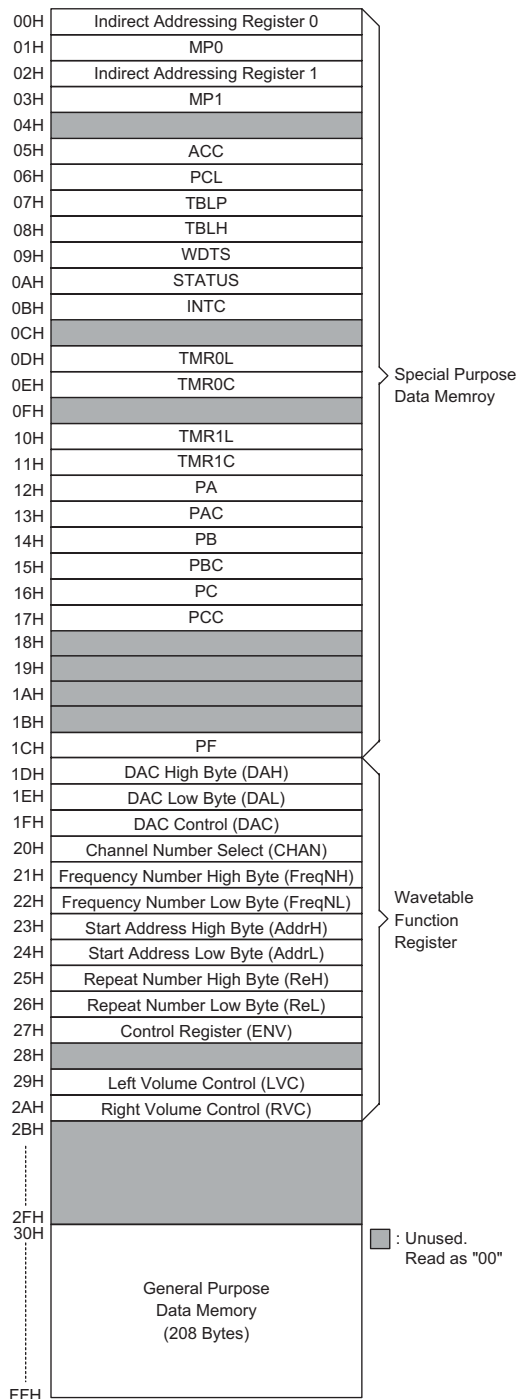 00H Indirect Addressing Register 0
01H MP0
02H Indirect Addressing Register 1
03H MP1
04H
05H ACC
06H PCL
07H TBLP
08H TBLH
09H WDTS
0AH STATUS
0BH INTC
0CH
0DH TMR0L
0EH TMR0C
0FH
10H TMR1L
11H TMR1C
12H PA
13H PAC
14H PB
15H PBC
16H PC
17H PCC
18H
19H
1AH
1BH
1CH PF
Special Purpose
Data Memroy
1DH DAC High Byte (DAH)
1EH DAC Low Byte (DAL)
1FH DAC Control (DAC)
20H Channel Number Select (CHAN)
21H Frequency Number High Byte (FreqNH)
22H Frequency Number Low Byte (FreqNL)
23H Start Address High Byte (AddrH)
24H Start Address Low Byte (AddrL)
25H Repeat Number High Byte (ReH)
26H Repeat Number Low Byte (ReL)
27H Control Register (ENV)
28H
29H Left Volume Control (LVC)
2AH Right Volume Control (RVC)
Wavetable
Function
Register
2BH
2FH
30H
General Purpose
Data Memory
(208 Bytes)
FFH
: Unused.
Read as "00"